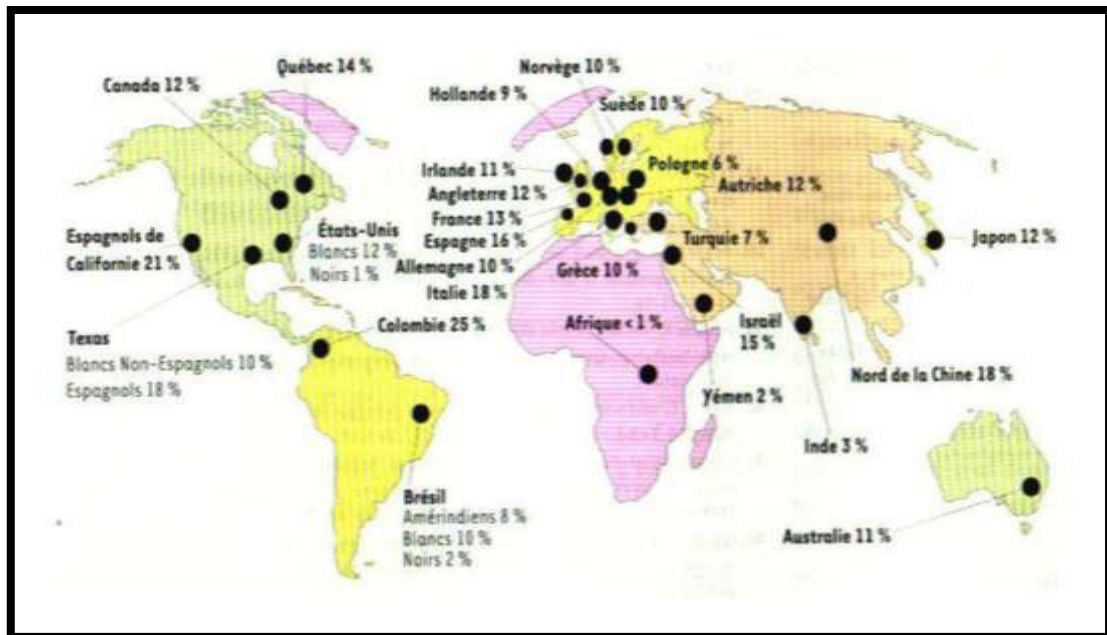 Québec 14 %
Canada 12 %
Norvège 10 %
Hollande 9 %
Suède 10 %
Irlande 11 %
Pologne 6 %
Angleterre 12 %
Autriche 12 %
France 13 %
Espagne 16 %
Turquie 7 %
Allemagne 10 %
Grèce 10 %
Italie 18 %
Espagnols de
Californie 21 %
États-Unis
Blancs 12 %
Noirs 1 %
Japon 12 %
Texas
Blancs Non-Espagnols 10 %
Espagnols 18 %
Colombie 25 %
Afrique < 1 %
Israël
15 %
Nord de la Chine 18 %
Yémen 2 %
Inde 3 %
Brésil
Amérindiens 8 %
Blancs 10 %
Noirs 2 %
Australie 11 %